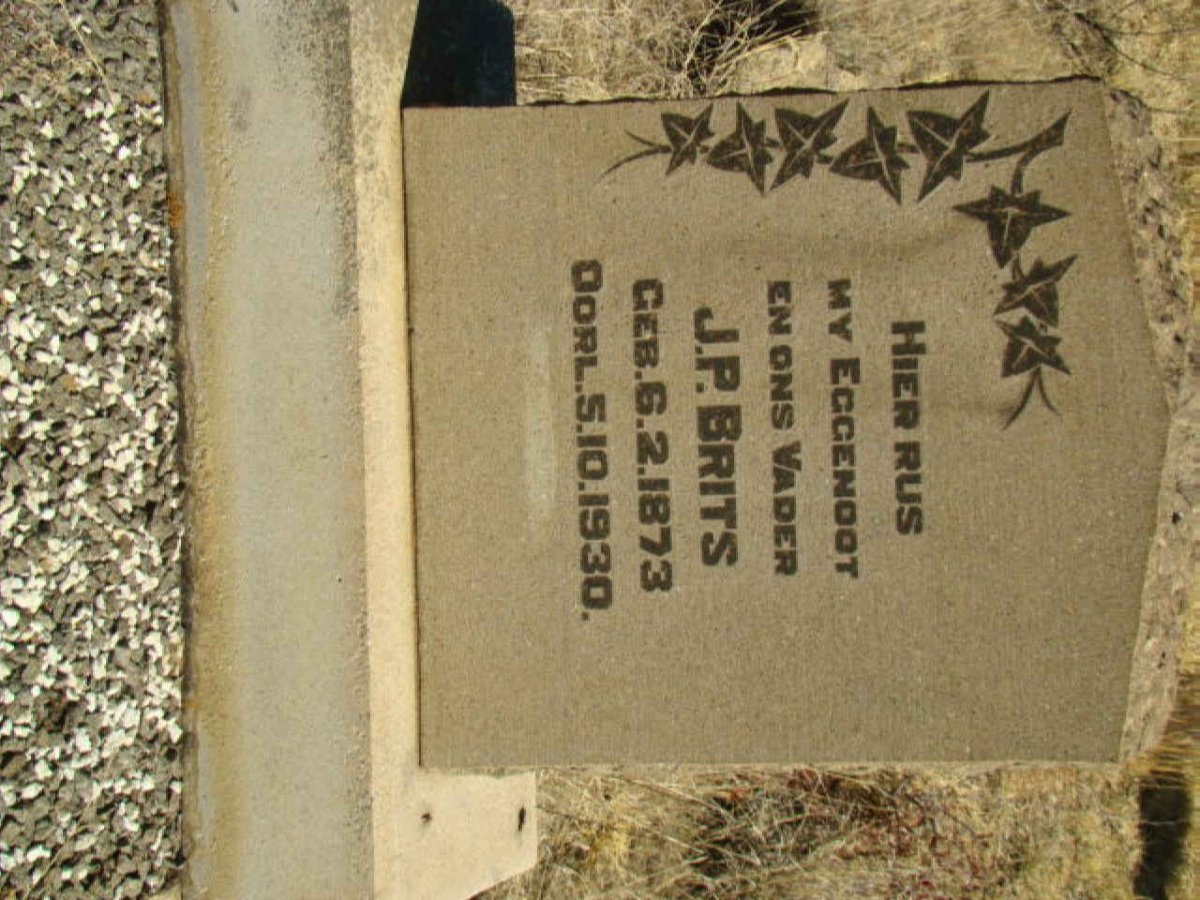 HIER RUS
MY EGGENOOT
EN ONS VADER
J.P. BRITS
GEB. 6.2.1873
OORL. 5.10.1930.